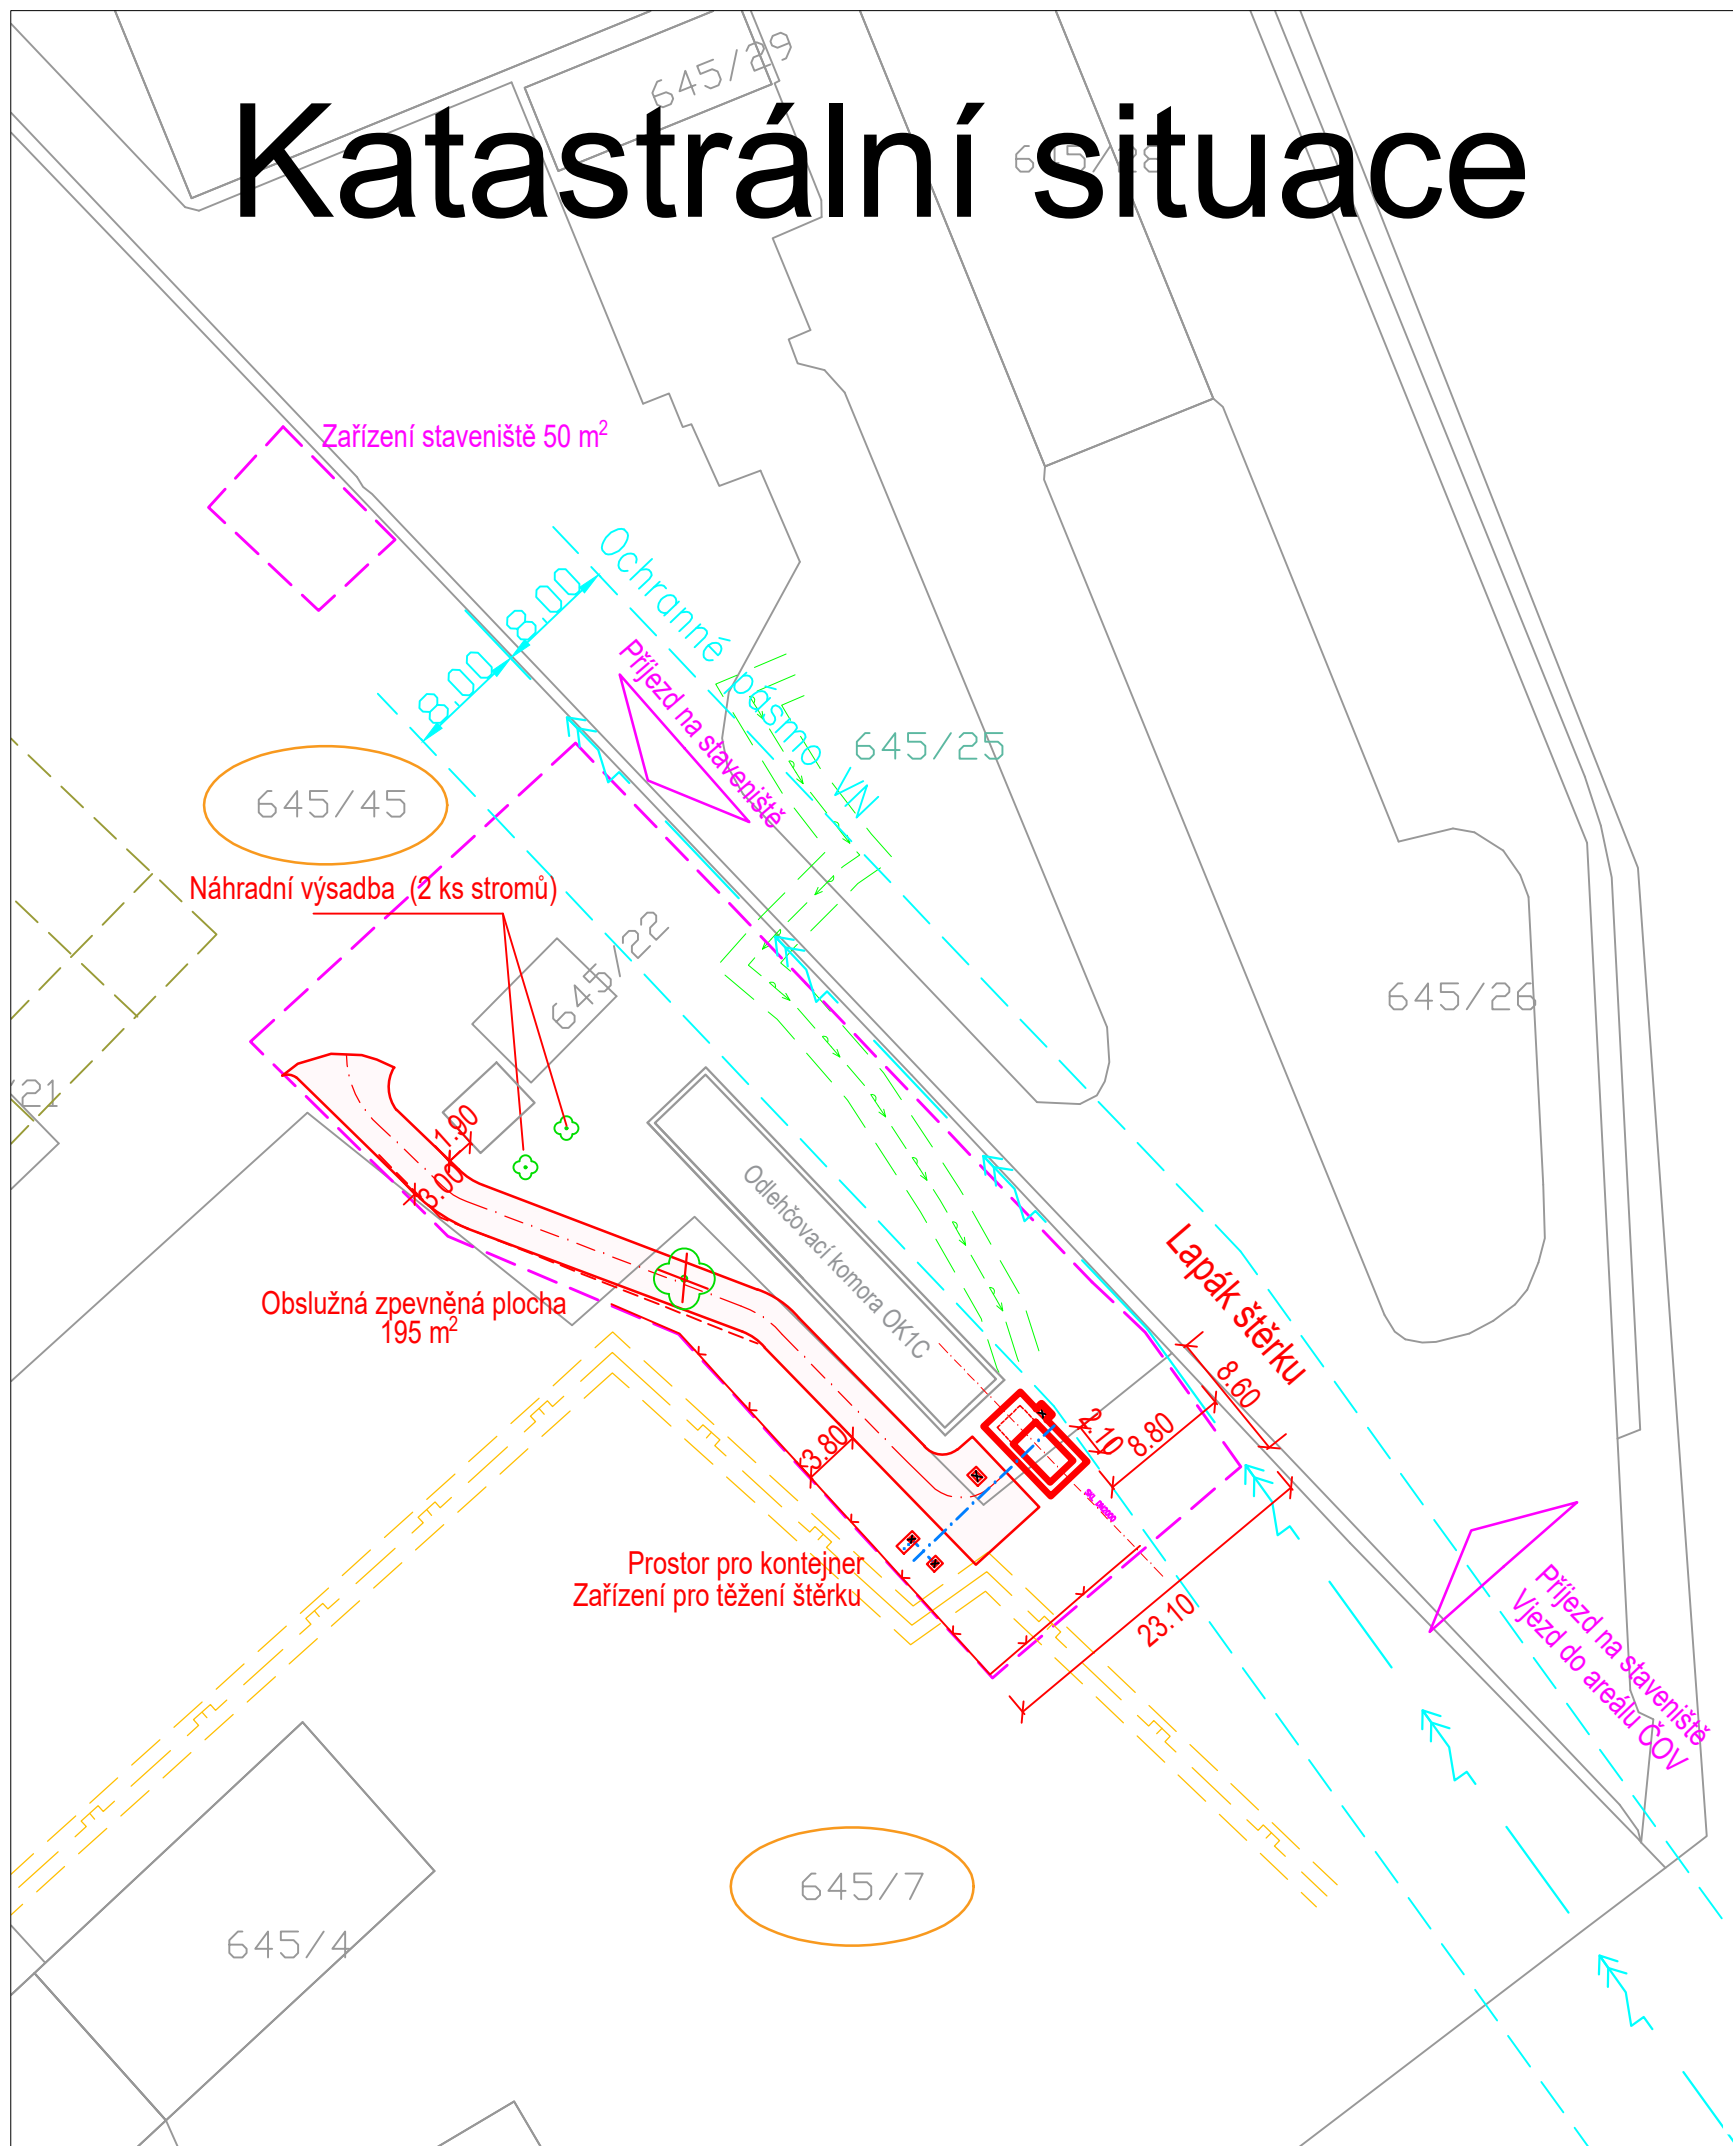 645/29
Katastrální situace
645/28
Zařízení staveniště 50 m²
Ochranné pásmo VN
8.00
8.00
Příjezd na staveniště
645/25
645/45
Náhradní výsadba (2 ks stromů)
645/22
645/26
/21
1.90
3.00
Odlehčovací komora OK1C
Lapák štěrku
Obslužná zpevněná plocha
195 m²
8.60
2.10
8.80
3.80
Prostor pro kontejner
Zařízení pro těžení štěrku
23.10
Příjezd na staveniště
Vjezd do areálu ČOV
645/7
645/4